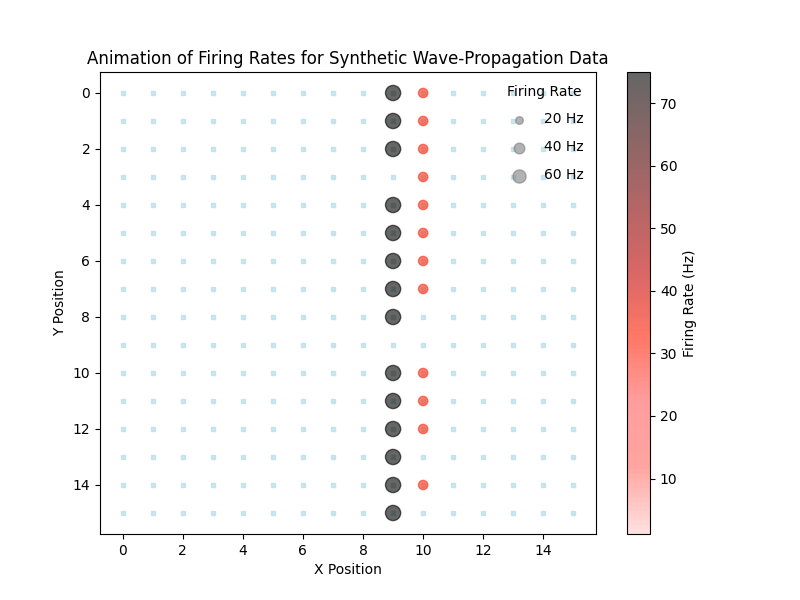 Animation of Firing Rates for Synthetic Wave-Propagation Data
Firing Rate
20 Hz
40 Hz
60 Hz
0
2
4
6
8
10
12
14
Y Position
0
2
4
6
8
10
12
14
X Position
70
60
50
40
30
20
10
Firing Rate (Hz)